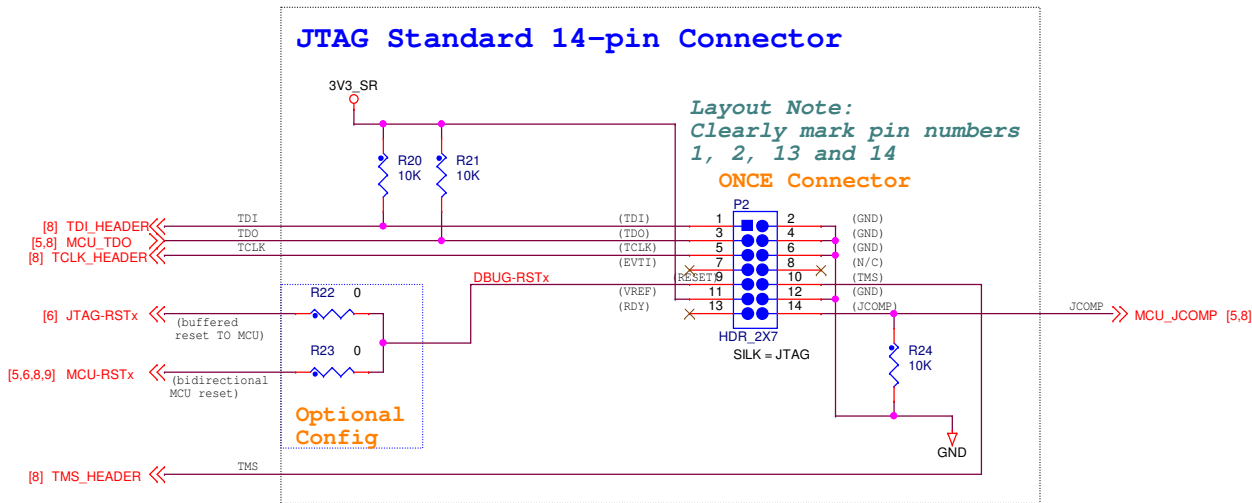 JTAG Standard 14-pin Connector
3V3_SR
Layout Note:
Clearly mark pin numbers
1, 2, 13 and 14
ONCE Connector
R20
10K
R21
10K
P2
[8] TDI_HEADER
TDI
(TDI)
1
2
(GND)
[5,8] MCU_TDO
TDO
(TDO)
3
4
(GND)
[8] TCLK_HEADER
TCLK
(TCLK)
5
6
(GND)
(EVTI)
7
8
(N/C)
DBUG-RSTx
(RESET)
9
10
(TMS)
(VREF)
11
12
(GND)
(RDY)
13
14
(JCOMP)
JCOMP
MCU_JCOMP [5,8]
HDR_2X7
SILK = JTAG
R22
0
[6] JTAG-RSTx
(buffered
reset TO MCU)
R23
0
[5,6,8,9] MCU-RSTx
(bidirectional
MCU reset)
R24
10K
Optional
Config
GND
[8] TMS_HEADER
TMS